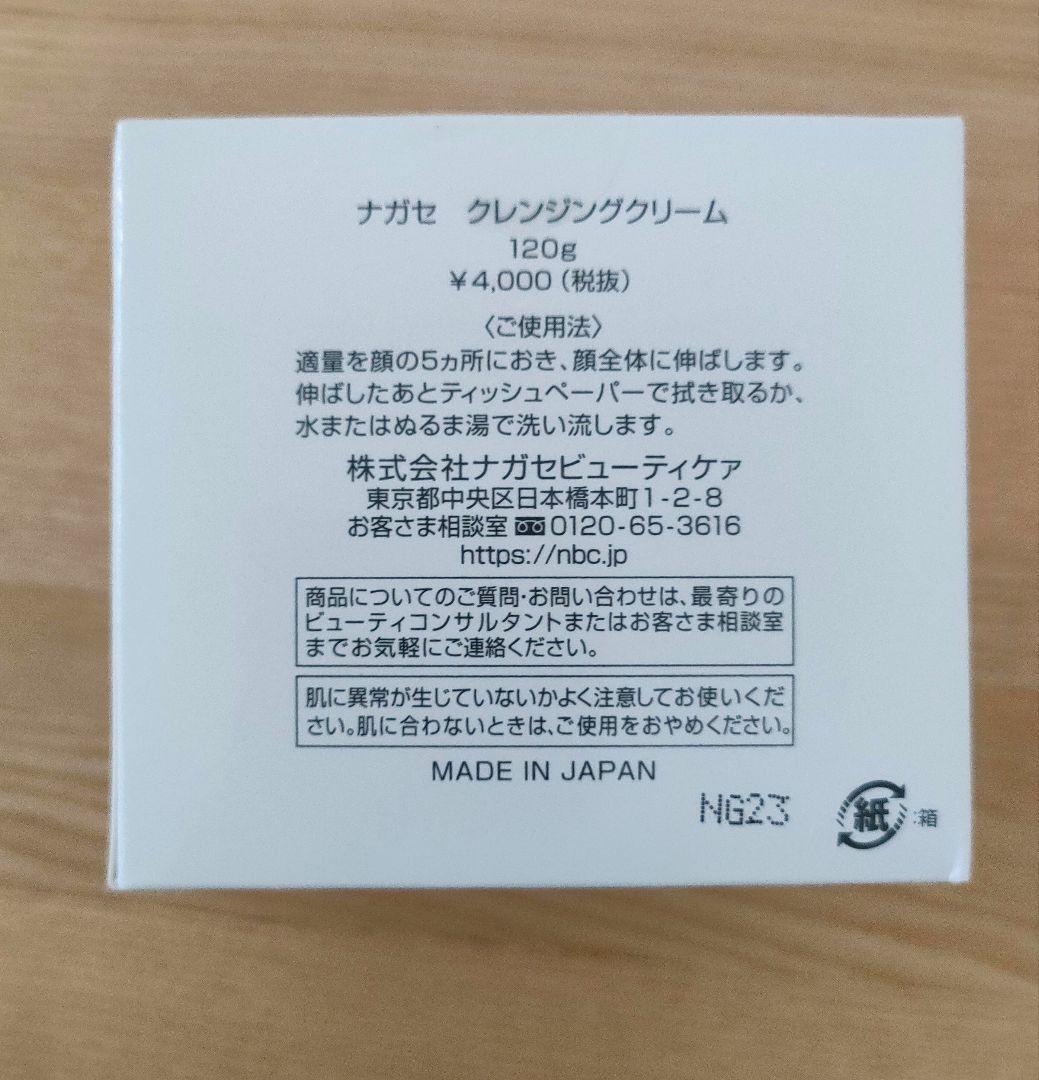 ナガセ　クレンジングクリーム
120g
￥4,000（税抜）
〈ご使用法〉
適量を顔の5ヵ所におき、顔全体に伸ばします。
伸ばしたあとティッシュペーパーで拭き取るか、
水またはぬるま湯で洗い流します。
株式会社ナガセビューティケァ
東京都中央区日本橋本町1-2-8
お客さま相談室 0120-65-3616
https://nbc.jp
商品についてのご質問・お問い合わせは、最寄りの
ビューティコンサルタントまたはお客さま相談室
までお気軽にご連絡ください。
肌に異常が生じていないかよく注意してお使いくだ
さい。肌に合わないときは、ご使用をおやめください。
MADE IN JAPAN
NG23
紙 :箱